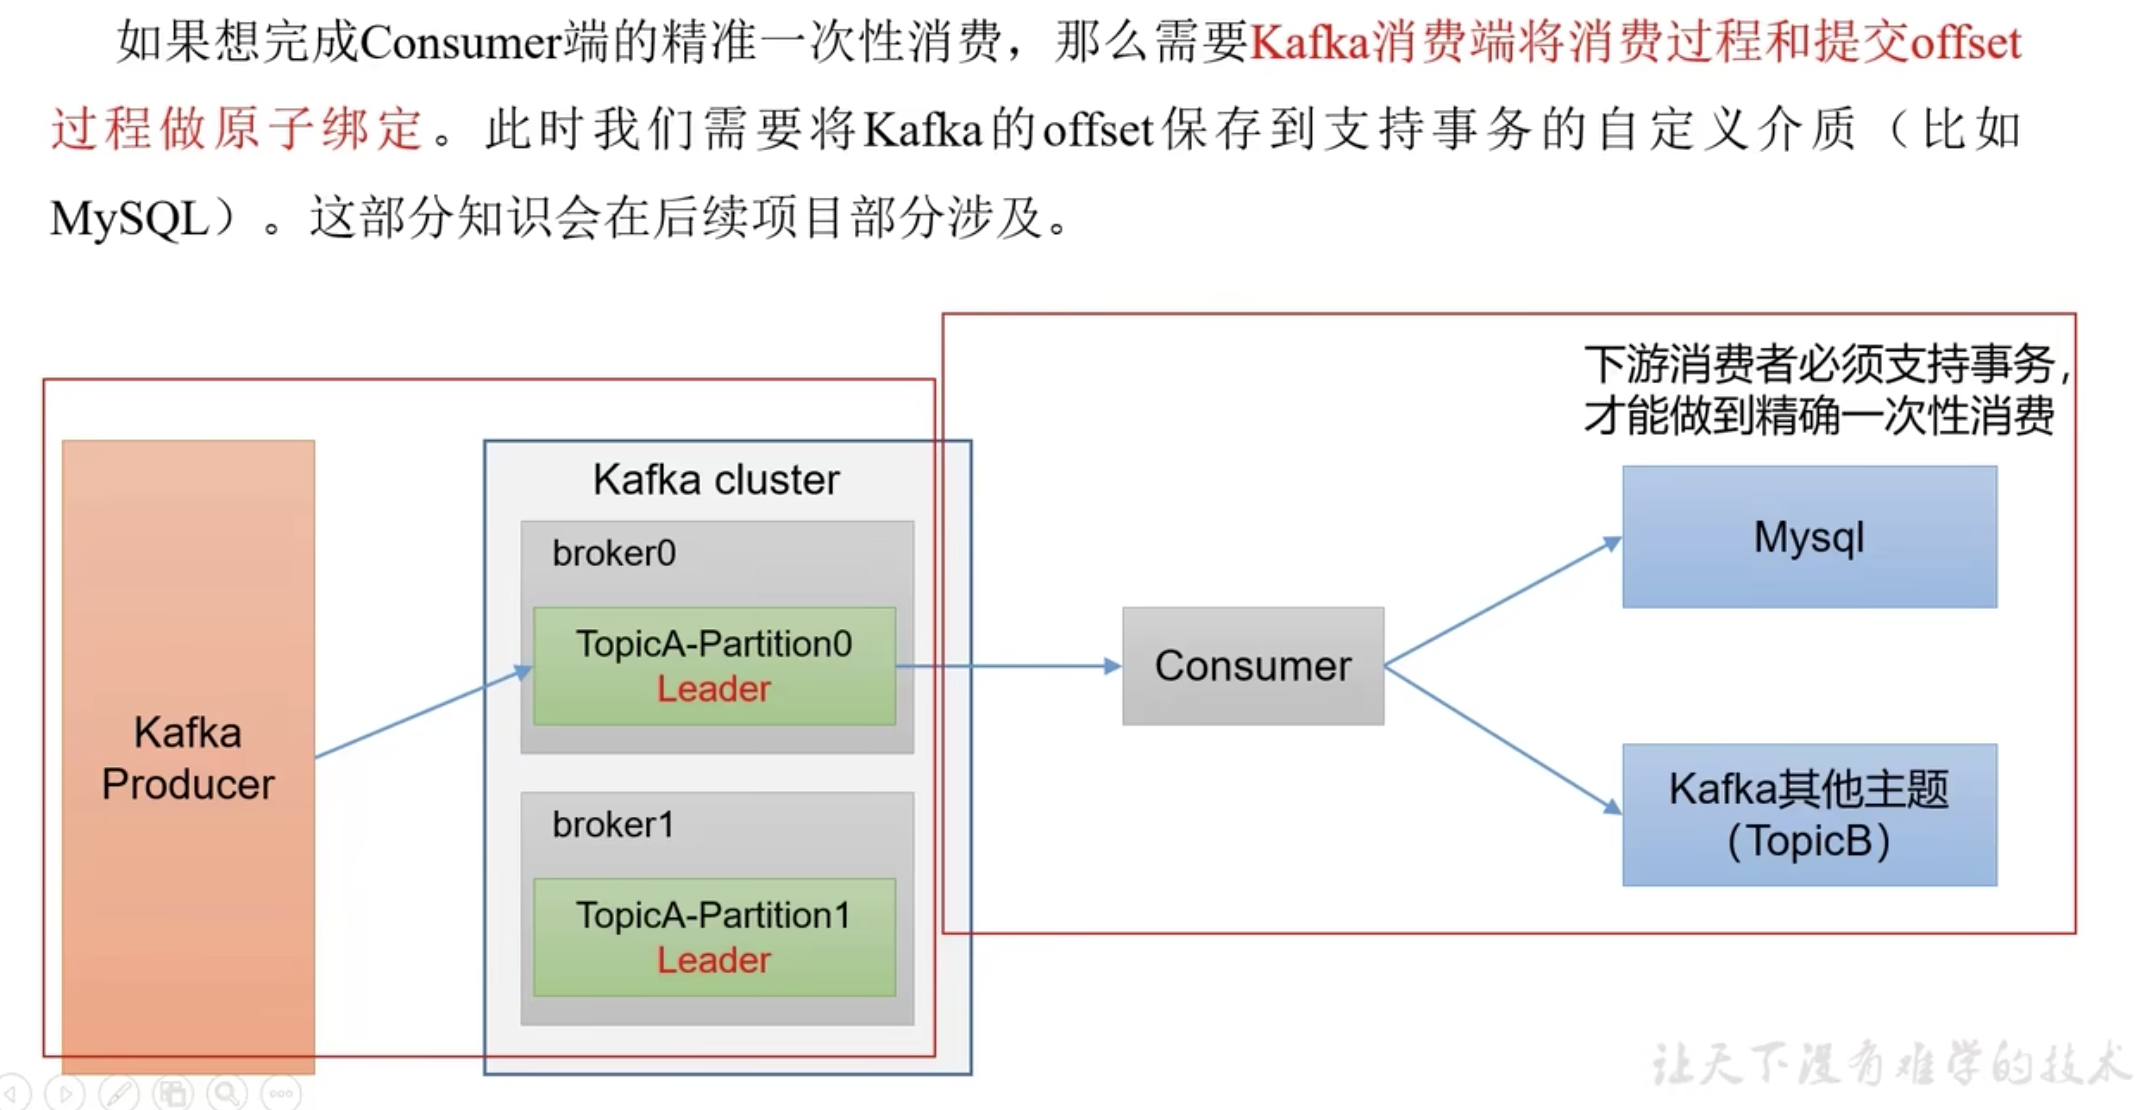 如果想完成Consumer端的精准一次性消费，那么需要Kafka消费端将消费过程和提交offset
过程做原子绑定。此时我们需要将Kafka的offset保存到支持事务的自定义介质（比如
MySQL）。这部分知识会在后续项目部分涉及。
下游消费者必须支持事务，
才能做到精确一次性消费
Kafka
Producer
Kafka cluster
broker0
TopicA-Partition0
Leader
broker1
TopicA-Partition1
Leader
Consumer
Mysql
Kafka其他主题
（TopicB）
让天下没有难学的技术